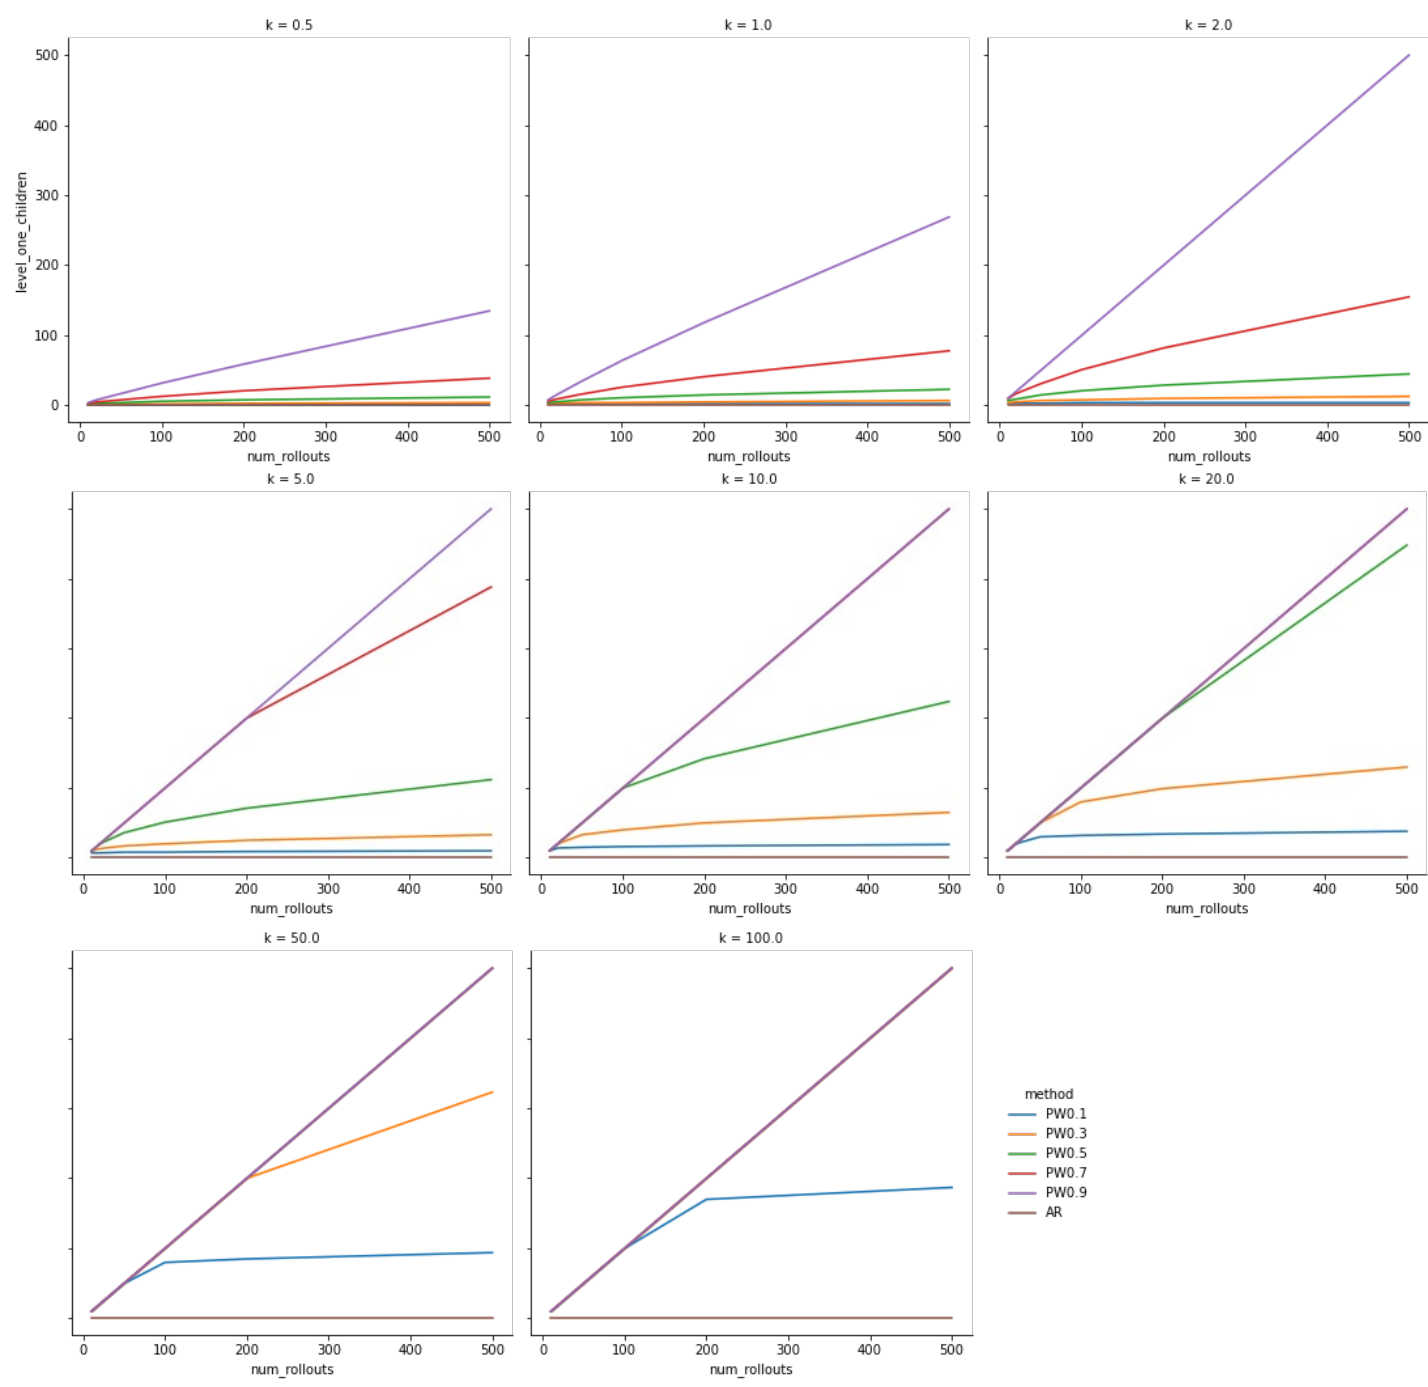 k = 0.5
k = 1.0
k = 2.0
level_one_children
500
400
300
200
100
0
0 100 200 300 400 500
0 100 200 300 400 500
0 100 200 300 400 500
num_rollouts
num_rollouts
num_rollouts
k = 5.0
k = 10.0
k = 20.0
0 100 200 300 400 500
0 100 200 300 400 500
0 100 200 300 400 500
num_rollouts
num_rollouts
num_rollouts
k = 50.0
k = 100.0
0 100 200 300 400 500
0 100 200 300 400 500
num_rollouts
num_rollouts
method
PW0.1
PW0.3
PW0.5
PW0.7
PW0.9
AR